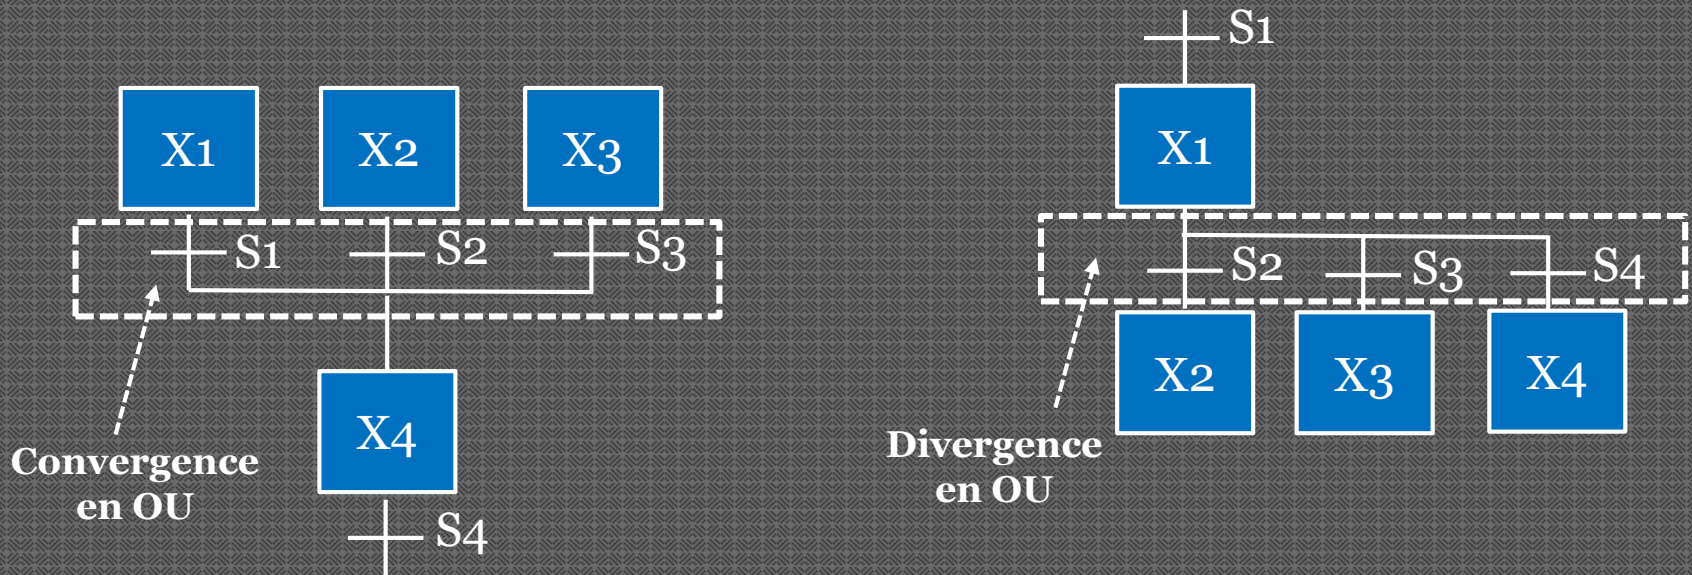 X1
X2
X3
S1
S2
S3
X4
Convergence
en OU
S4
S1
X1
S2
S3
S4
X2
X3
X4
Divergence
en OU